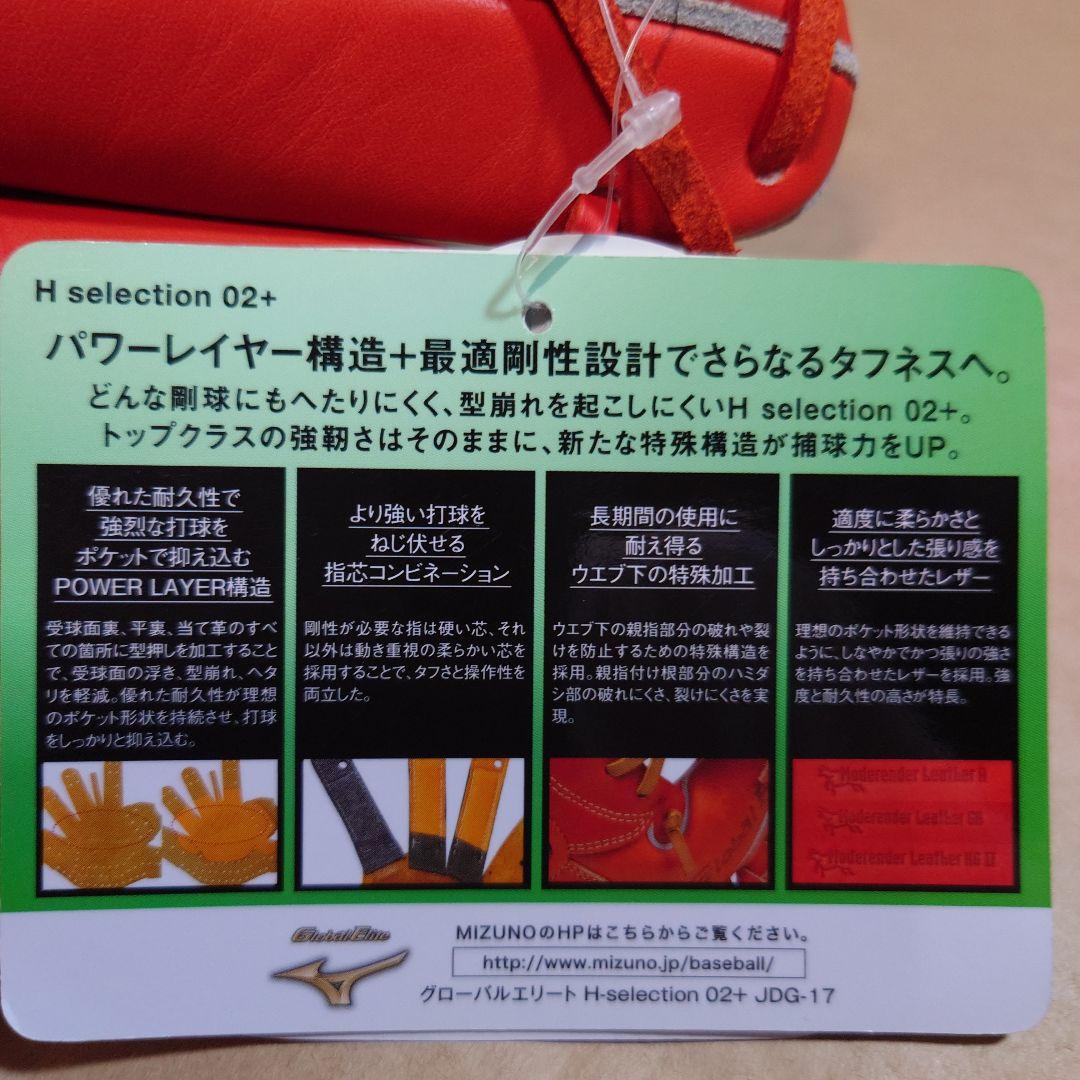 H selection 02+
パワーレイヤー構造+最適剛性設計でさらなるタフネスへ。
どんな剛球にもへたりにくく、型崩れを起こしにくいH selection 02+。
トップクラスの強靭さはそのままに、新たな特殊構造が捕球力をUP。
優れた耐久性で
強烈な打球を
ポケットで抑え込む
POWER LAYER構造
受球面裏、平裏、当て革のすべ
ての箇所に型押しを加工すること
で、受球面の浮き、型崩れ、ヘタ
リを軽減。優れた耐久性が理想
のポケット形状を持続させ、打球
をしっかりと抑え込む。
より強い打球を
ねじ伏せる
指芯コンビネーション
剛性が必要な指は硬い芯、それ
以外は動き重視の柔らかい芯を
採用することで、タフさと操作性を
両立した。
長期間の使用に
耐え得る
ウエブ下の特殊加工
ウエブ下の親指部分の破れや裂
けを防止するための特殊構造を
採用。親指付け根部分のハミダ
シ部の破れにくさ、裂けにくさを実
現。
適度に柔らかさと
しっかりとした張り感を
持ち合わせたレザー
理想のポケット形状を維持できる
ように、しなやかでかつ張りの強さ
を持ち合わせたレザーを採用。強
度と耐久性の高さが特長。
Moderender Leather A
Moderender Leather GG
Moderender Leather HG II
Global Elite
MIZUNOのHPはこちらからご覧ください。
http://www.mizuno.jp/baseball/
グローバルエリート H-selection 02+ JDG-17